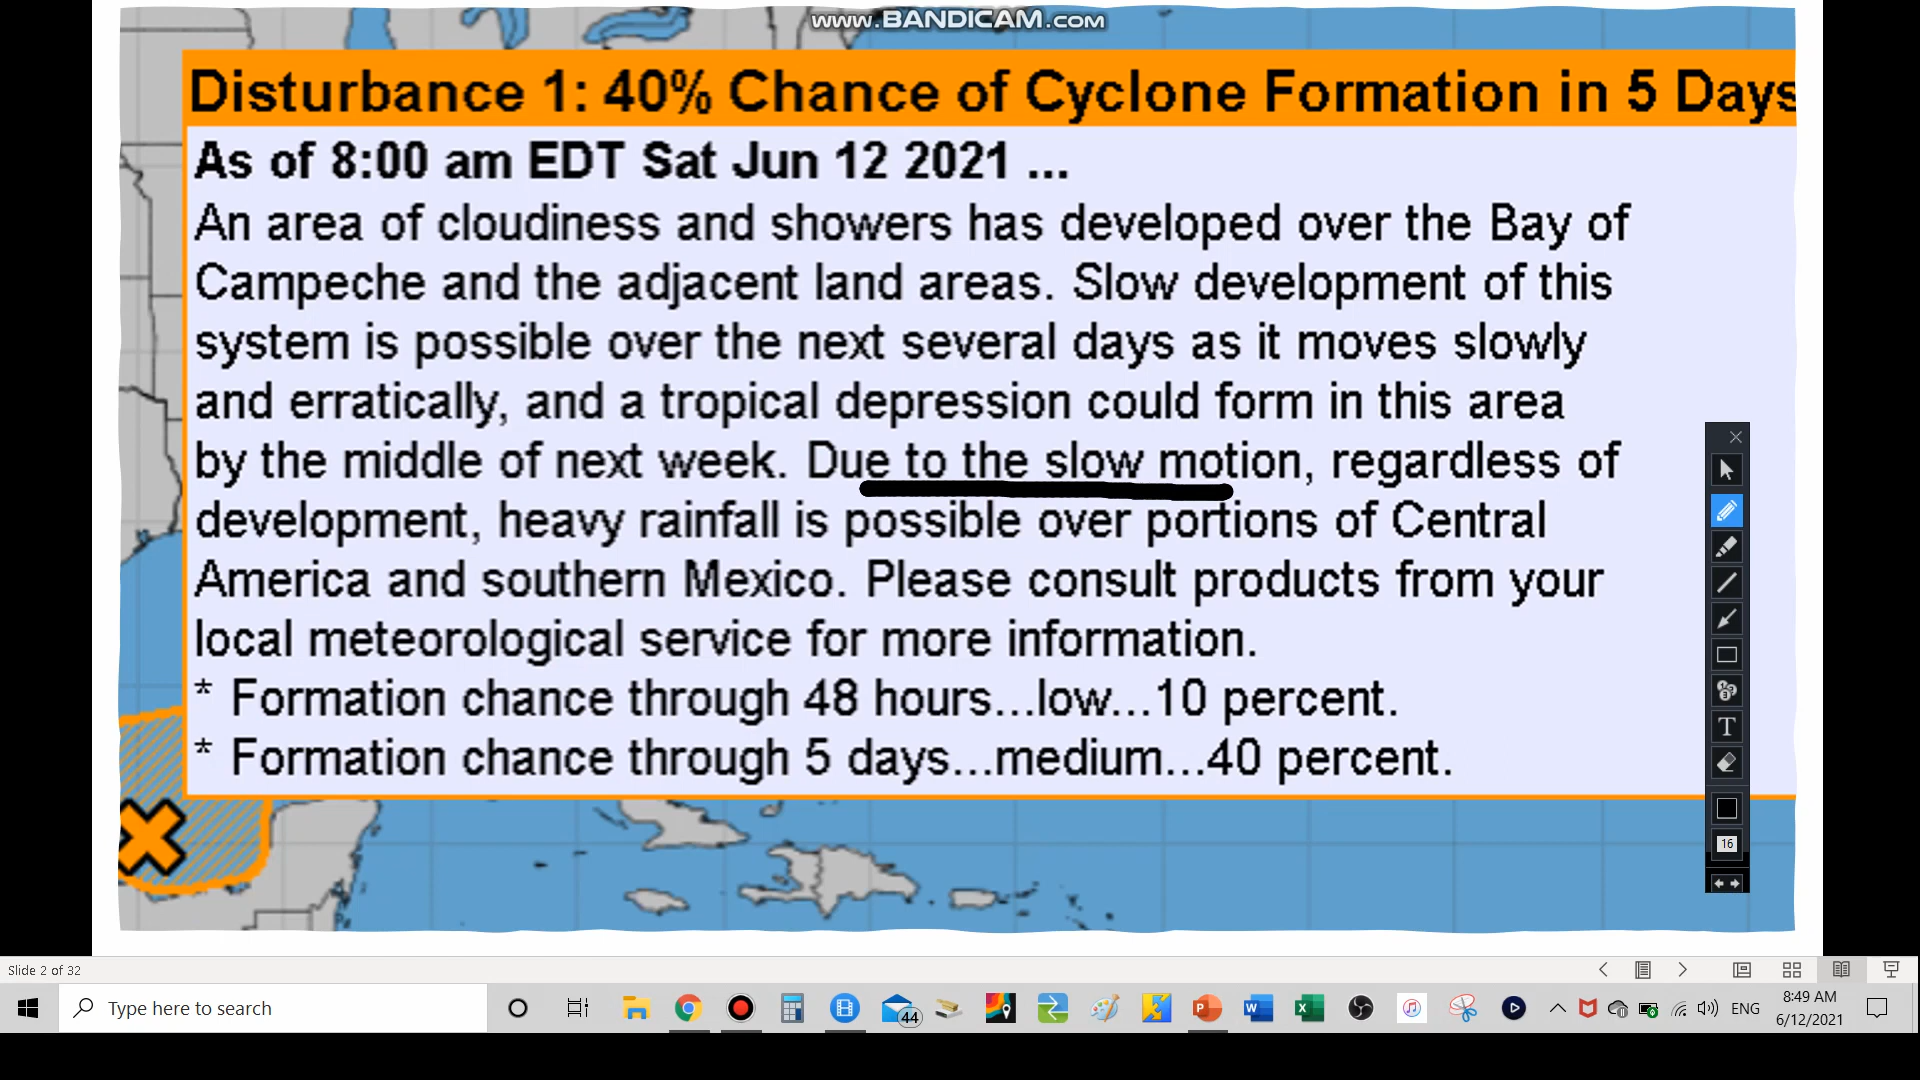 www.BANDICAM.com
Disturbance 1: 40% Chance of Cyclone Formation in 5 Days
As of 8:00 am EDT Sat Jun 12 2021 ...
An area of cloudiness and showers has developed over the Bay of
Campeche and the adjacent land areas. Slow development of this
system is possible over the next several days as it moves slowly
and erratically, and a tropical depression could form in this area
by the middle of next week. Due to the slow motion, regardless of
development, heavy rainfall is possible over portions of Central
America and southern Mexico. Please consult products from your
local meteorological service for more information.
* Formation chance through 48 hours...low...10 percent.
* Formation chance through 5 days...medium...40 percent.
T
16
Slide 2 of 32
Type here to search
44
ENG
8:49 AM
6/12/2021